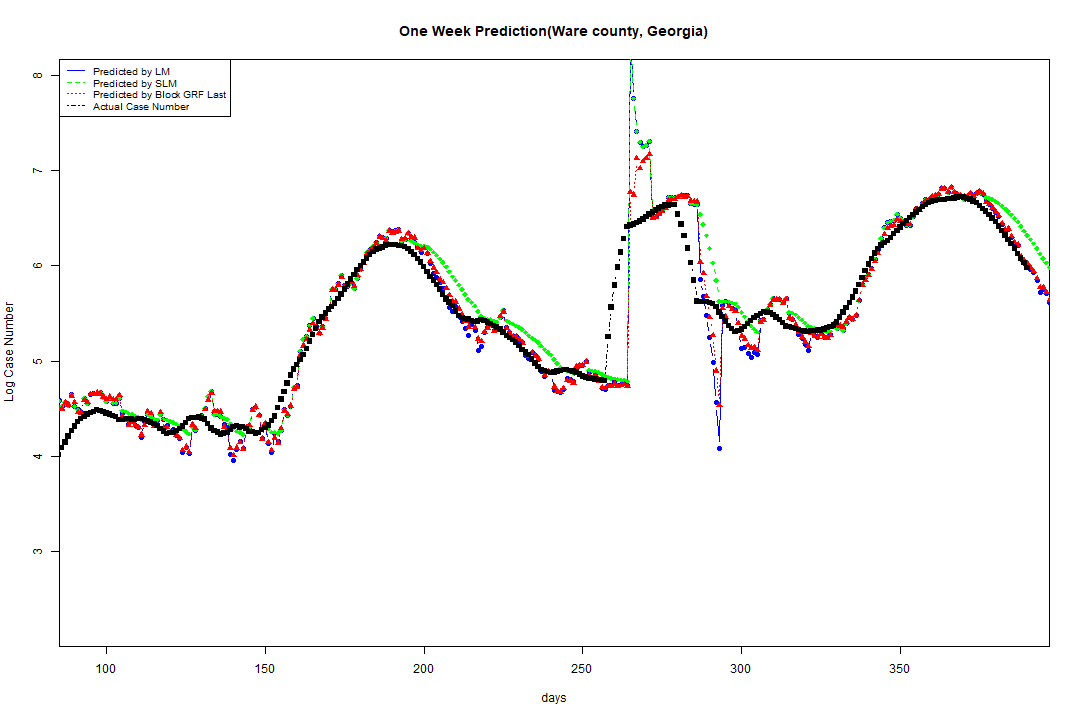 One Week Prediction(Ware county, Georgia)
Predicted by LM
Predicted by SLM
Predicted by Block GRF Last
Actual Case Number
8
7
6
5
4
3
Log Case Number
100 150 200 250 300 350
days